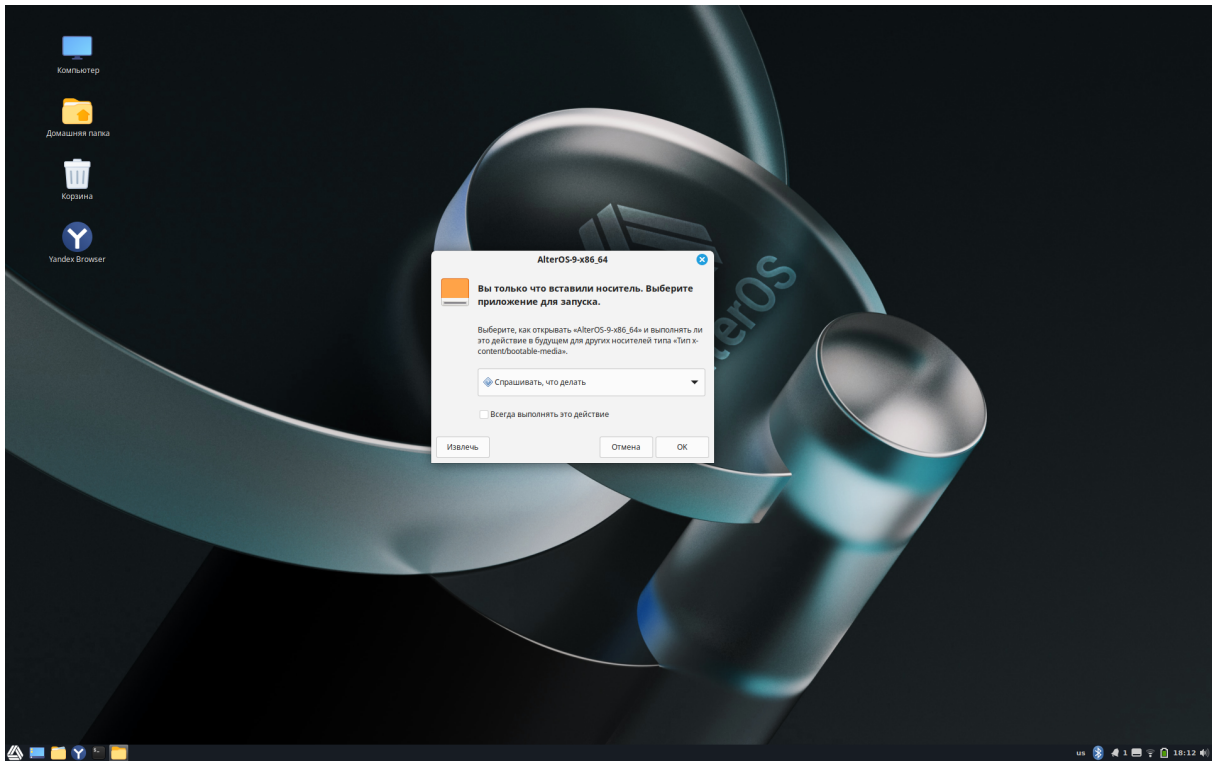 Компьютер
Домашняя папка
Корзина
Yandex Browser
AlterOS-9-x86_64
Вы только что вставили носитель. Выберите
приложение для запуска.
Выберите, как открывать «AlterOS-9-x86_64» и выполнять ли
это действие в будущем для других носителей типа «Тип x-
content/bootable-media».
Спрашивать, что делать
Всегда выполнять это действие
Извлечь
Отмена
OK
terOS
us
1
18:12